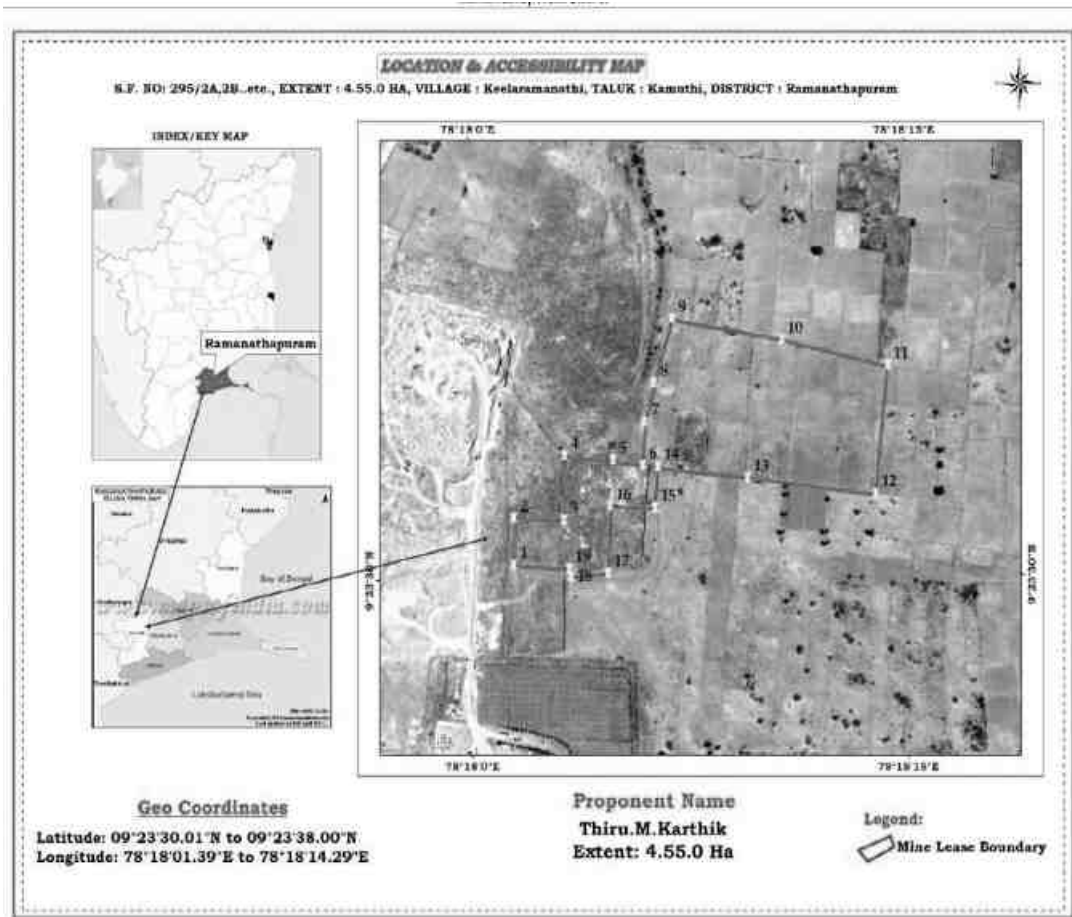 LOCATION & ACCESSIBILITY MAP
S.F. NO: 295/2A,2B..etc., EXTENT : 4.55.0 HA, VILLAGE : Keelaramanathi, TALUK : Kamuthi, DISTRICT : Ramanathapuram
INDEX/KEY MAP
78°18'0"E
78°18'15"E
Ramanathapuram
9
10
11
8
7
4
5
6
14
13
12
2
3
16
15
1
19
18
17
9°23'30"N
9°23'30"N
Bay of Bengal
78°18'0"E
78°18'15"E
Geo Coordinates
Latitude: 09°23'30.01"N to 09°23'38.00"N
Longitude: 78°18'01.39"E to 78°18'14.29"E
Proponent Name
Thiru.M.Karthik
Extent: 4.55.0 Ha
Legend:
Mine Lease Boundary